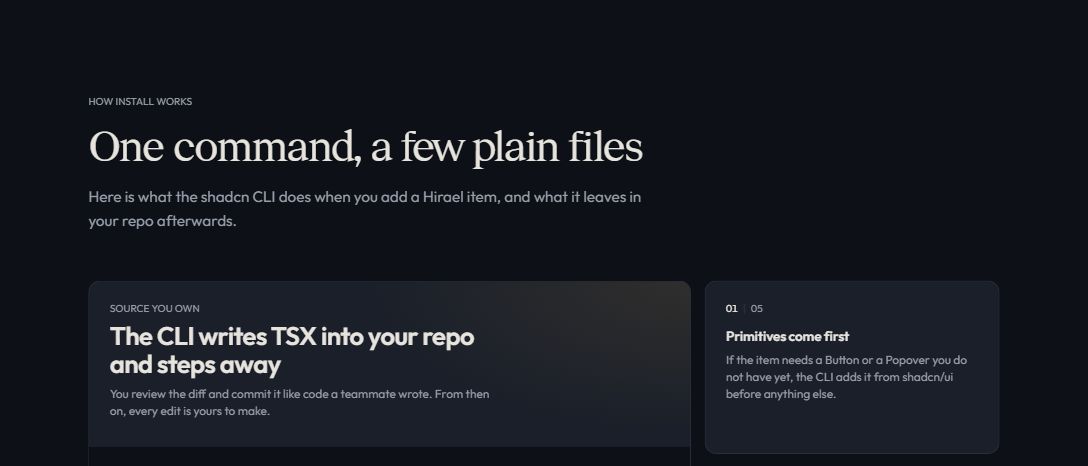 HOW INSTALL WORKS
One command, a few plain files
Here is what the shadcn CLI does when you add a Hirael item, and what it leaves in
your repo afterwards.
SOURCE YOU OWN
The CLI writes TSX into your repo
and steps away
You review the diff and commit it like code a teammate wrote. From then
on, every edit is yours to make.
01 | 05
Primitives come first
If the item needs a Button or a Popover you do
not have yet, the CLI adds it from shadcn/ui
before anything else.